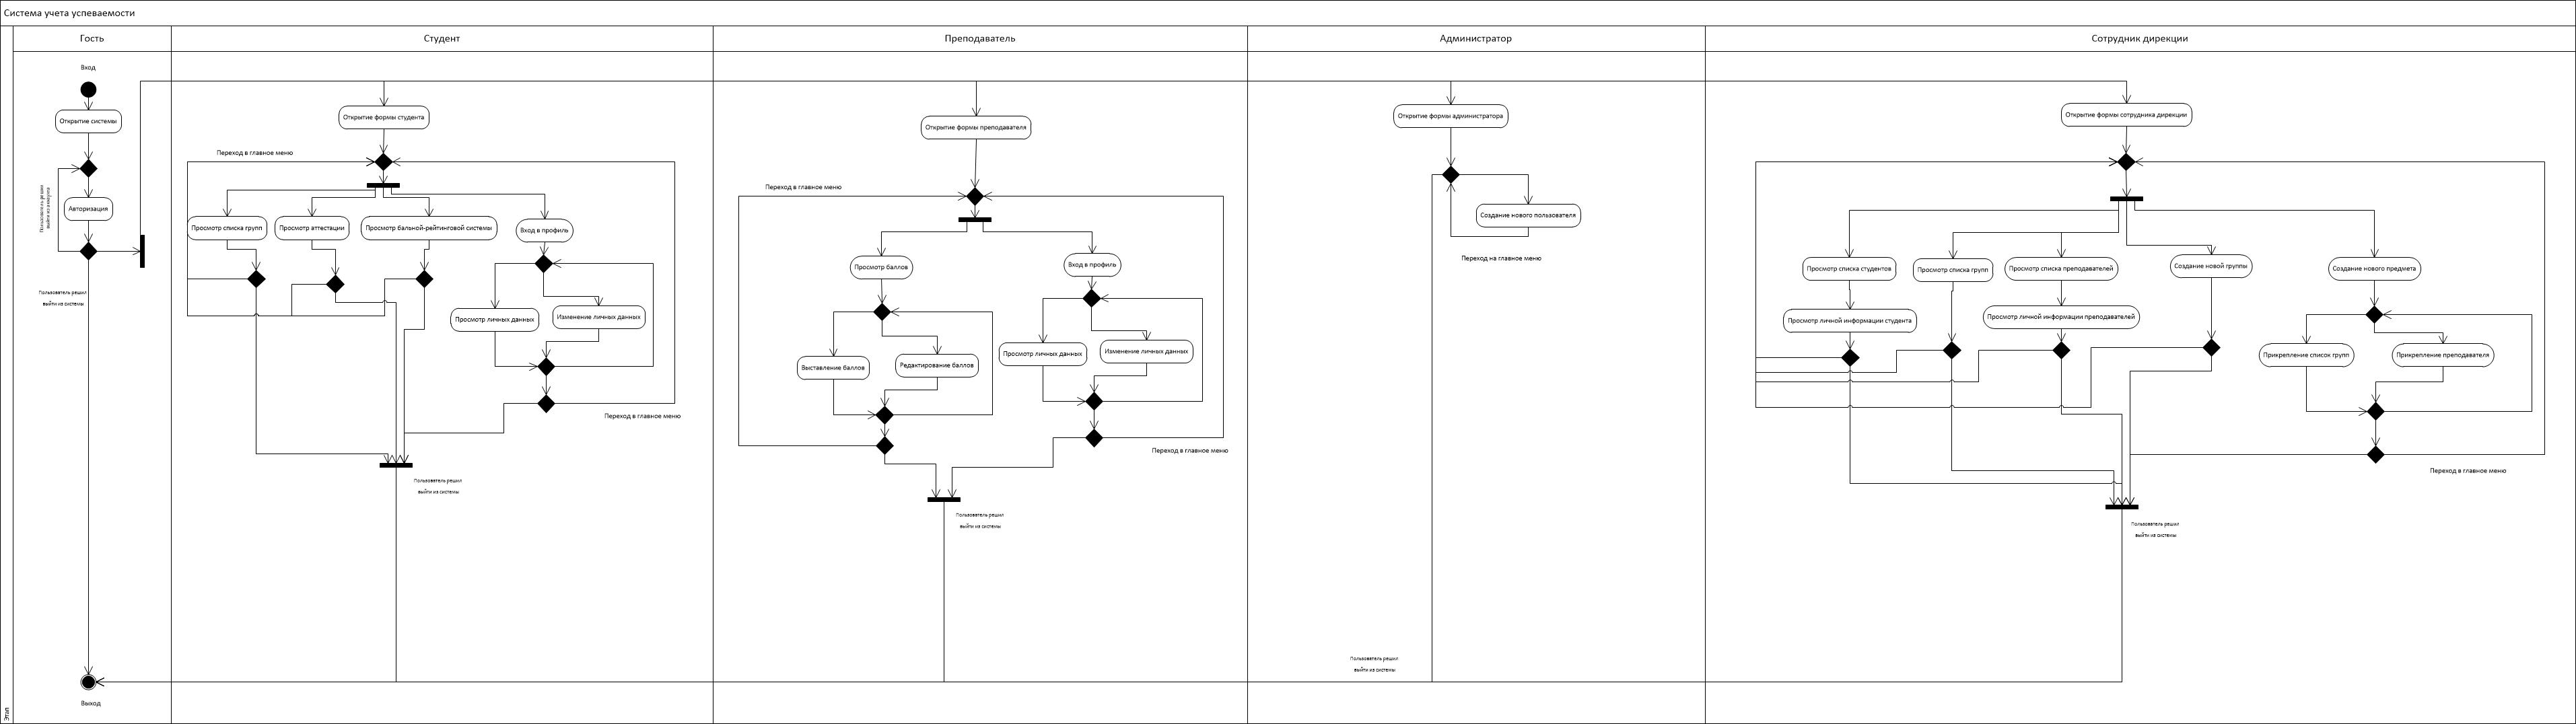 Система учета успеваемости
Гость
Студент
Преподаватель
Администратор
Сотрудник дирекции
Вход
Открытие системы
Пользователь решил
выйти из аккаунта
Авторизация
Пользователь решил
выйти из системы
Выход
Этап
Открытие формы студента
Переход в главное меню
Просмотр списка групп
Просмотр аттестации
Просмотр бальной-рейтинговой системы
Вход в профиль
Просмотр личных данных
Изменение личных данных
Переход в главное меню
Пользователь решил
выйти из системы
Открытие формы преподавателя
Переход в главное меню
Просмотр баллов
Вход в профиль
Выставление баллов
Редактирование баллов
Просмотр личных данных
Изменение личных данных
Переход в главное меню
Пользователь решил
выйти из системы
Открытие формы администратора
Создание нового пользователя
Переход на главное меню
Пользователь решил
выйти из системы
Открытие формы сотрудника дирекции
Просмотр списка студентов
Просмотр списка групп
Просмотр списка преподавателей
Создание новой группы
Создание нового предмета
Просмотр личной информации студента
Просмотр личной информации преподавателей
Прикрепление список групп
Прикрепление преподавателя
Переход в главное меню
Пользователь решил
выйти из системы